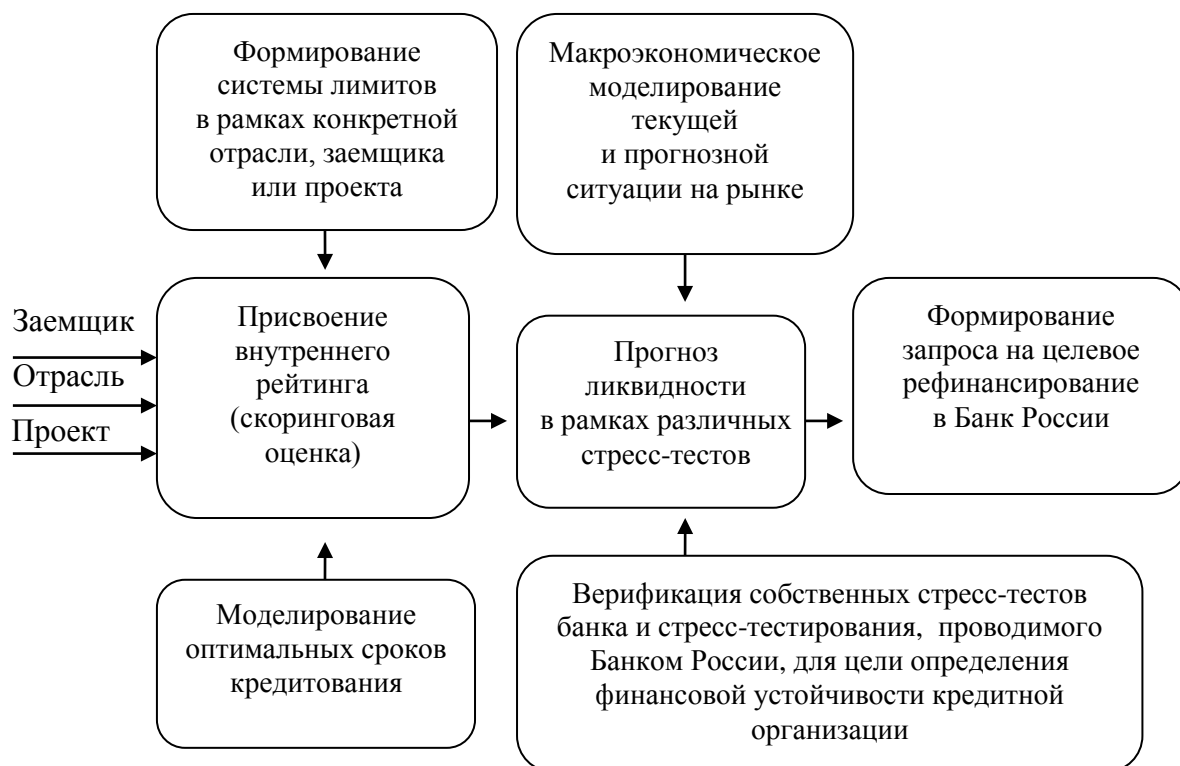 Формирование
системы лимитов
в рамках конкретной
отрасли, заемщика
или проекта
Макроэкономическое
моделирование
текущей
и прогнозной
ситуации на рынке
Заемщик
Отрасль
Проект
Присвоение
внутреннего
рейтинга
(скоринговая
оценка)
Прогноз
ликвидности
в рамках различных
стресс-тестов
Формирование
запроса на целевое
рефинансирование
в Банк России
Моделирование
оптимальных сроков
кредитования
Верификация собственных стресс-тестов
банка и стресс-тестирования, проводимого
Банком России, для цели определения
финансовой устойчивости кредитной
организации